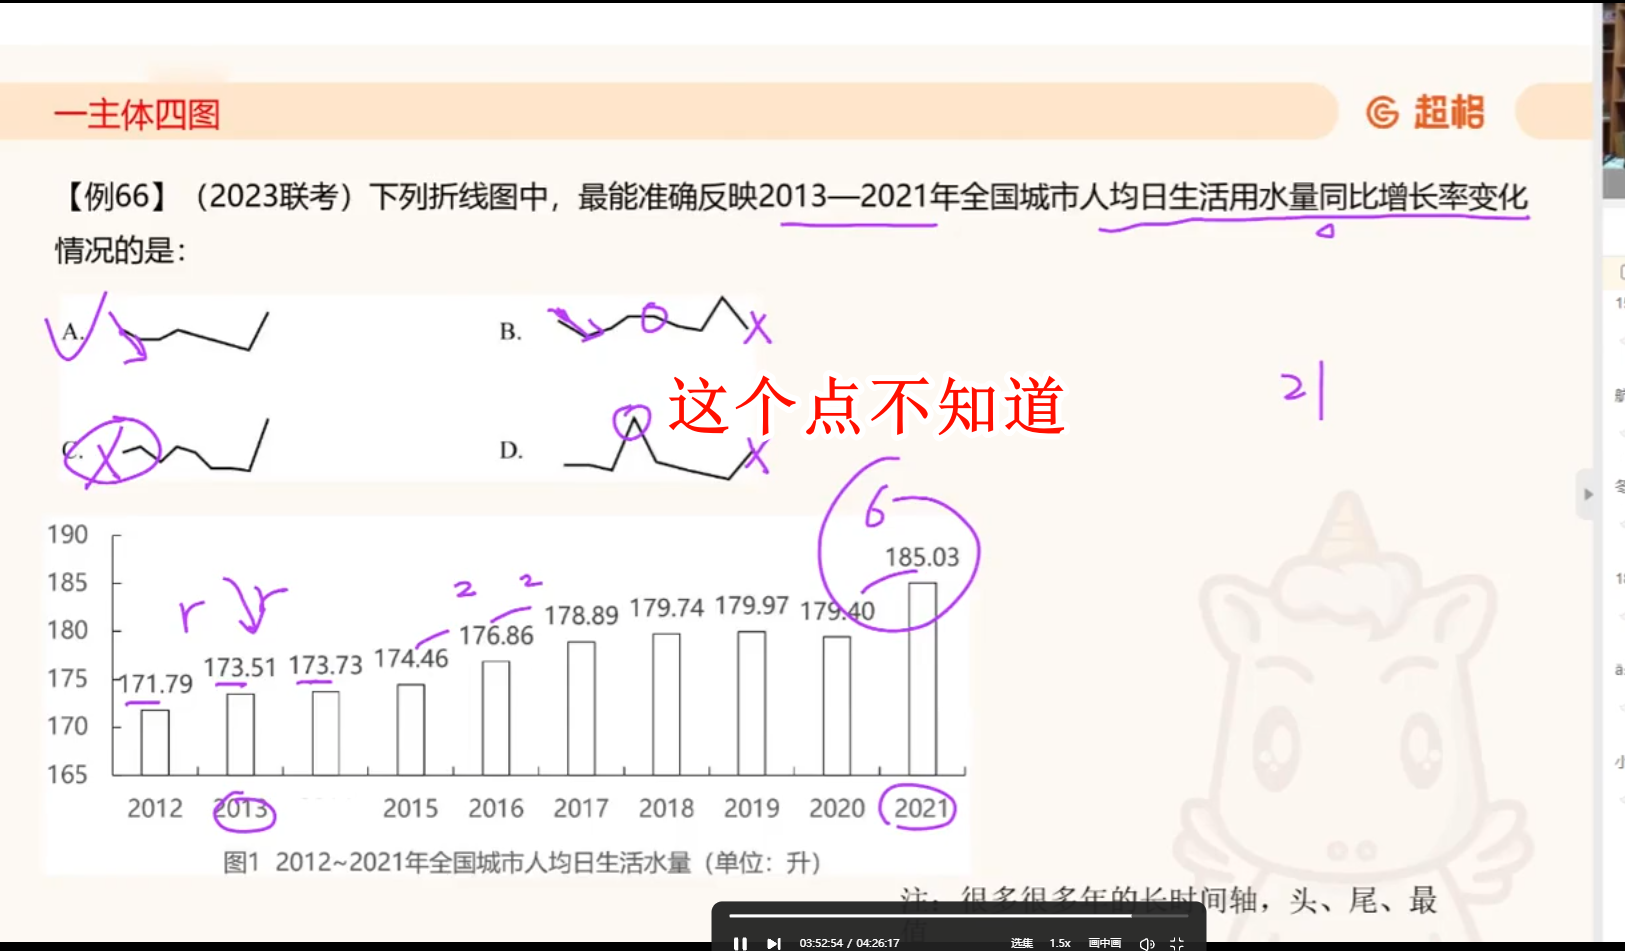 一主体四图
超格
【例66】（2023联考）下列折线图中，最能准确反映2013—2021年全国城市人均日生活用水量同比增长率变化
情况的是：
A.
B.
这个点不知道
21
C.
D.
6
190
185
180
175
170
165
r
r
2
2
171.79
173.51
173.73
174.46
176.86
178.89
179.74
179.97
179.40
185.03
2012
2013
2015
2016
2017
2018
2019
2020
2021
图1 2012~2021年全国城市人均日生活水量（单位：升）
注：很多很多年的长时间轴，头、尾、最
03:52:54 / 04:26:17
选集
1.5x
画中画